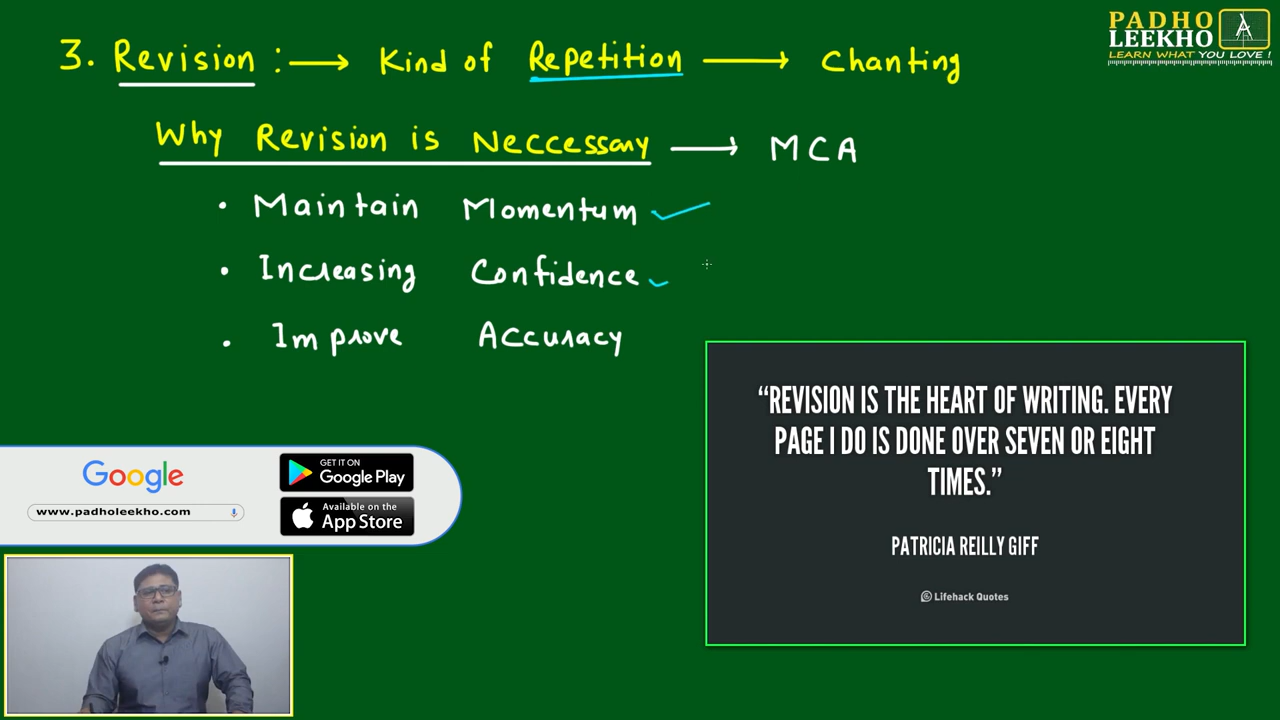 PADHO
LEEKHO
LEARN WHAT YOU LOVE !
3. Revision : → Kind of Repetition → Chanting
Why Revision is Neccessary → MCA
• Maintain Momentum ✓
• Increasing Confidence ✓
• Improve Accuracy
“REVISION IS THE HEART OF WRITING. EVERY
PAGE I DO IS DONE OVER SEVEN OR EIGHT
TIMES.”
PATRICIA REILLY GIFF
Lifehack Quotes
Google
www.padholeekho.com
GET IT ON
Google Play
Available on the
App Store